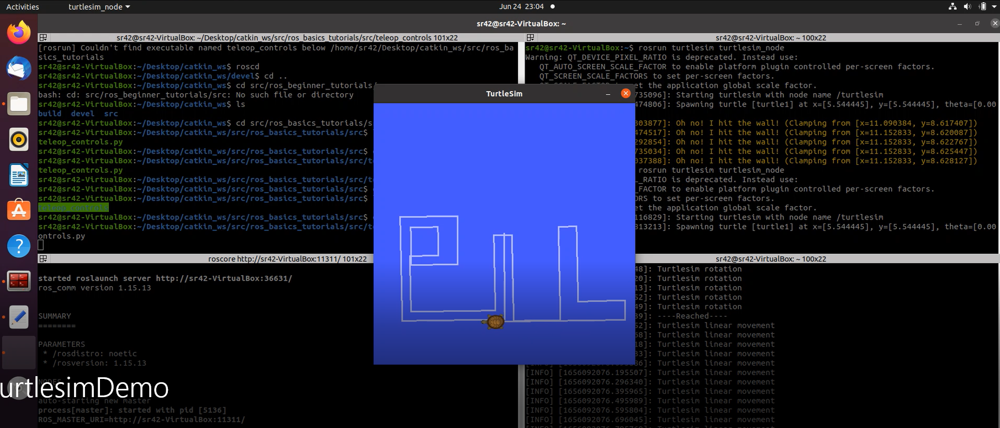 Activities
turtlesim_node
Jun 24 23:04
sr42@sr42-VirtualBox: ~
sr42@sr42-VirtualBox: ~/Desktop/catkin_ws/src/ros_basics_tutorials/src/teleop_controls 101x22
[rosrun] Couldn't find executable named teleop_controls below /home/sr42/Desktop/catkin_ws/src/ros_ba
sics_tutorials
sr42@sr42-VirtualBox:~/Desktop/catkin_ws$ roscd
sr42@sr42-VirtualBox:~/Desktop/catkin_ws/devel$ cd ..
sr42@sr42-VirtualBox:~/Desktop/catkin_ws$ cd src/ros_beginner_tutorials/
bash: cd: src/ros_beginner_tutorials/src: No such file or directory
sr42@sr42-VirtualBox:~/Desktop/catkin_ws$ ls
build devel src
sr42@sr42-VirtualBox:~/Desktop/catkin_ws$ cd src/ros_basics_tutorials/s
sr42@sr42-VirtualBox:~/Desktop/catkin_ws/src/ros_basics_tutorials/src$
teleop_controls.py
sr42@sr42-VirtualBox:~/Desktop/catkin_ws/src/ros_basics_tutorials/src$
sr42@sr42-VirtualBox:~/Desktop/catkin_ws/src/ros_basics_tutorials/src/t
teleop_controls.py
sr42@sr42-VirtualBox:~/Desktop/catkin_ws/src/ros_basics_tutorials/src/t
sr42@sr42-VirtualBox:~/Desktop/catkin_ws/src/ros_basics_tutorials/src$
sr42@sr42-VirtualBox:~/Desktop/catkin_ws/src/ros_basics_tutorials/src$
teleop_controls
sr42@sr42-VirtualBox:~/Desktop/catkin_ws/src/ros_basics_tutorials/src$
sr42@sr42-VirtualBox:~/Desktop/catkin_ws/src/ros_basics_tutorials/src/t
ontrols.py
sr42@sr42-VirtualBox: ~ 100x22
sr42@sr42-VirtualBox:~$ rosrun turtlesim turtlesim_node
Warning: QT_DEVICE_PIXEL_RATIO is deprecated. Instead use:
QT_AUTO_SCREEN_SCALE_FACTOR to enable platform plugin controlled per-screen factors.
QT_SCREEN_SCALE_FACTORS to set per-screen factors.
et the application global scale factor.
735096]: Starting turtlesim with node name /turtlesim
474806]: Spawning turtle [turtle1] at x=[5.544445], y=[5.544445], theta=[0.00
303877]: Oh no! I hit the wall! (Clamping from [x=11.090384, y=8.617407])
474517]: Oh no! I hit the wall! (Clamping from [x=11.152833, y=8.620087])
292854]: Oh no! I hit the wall! (Clamping from [x=11.152833, y=8.622767])
735034]: Oh no! I hit the wall! (Clamping from [x=11.152833, y=8.625447])
037388]: Oh no! I hit the wall! (Clamping from [x=11.152833, y=8.628127])
rosrun turtlesim turtlesim_node
L_RATIO is deprecated. Instead use:
FACTOR to enable platform plugin controlled per-screen factors.
ORS to set per-screen factors.
et the application global scale factor.
116829]: Starting turtlesim with node name /turtlesim
313213]: Spawning turtle [turtle1] at x=[5.544445], y=[5.544445], theta=[0.00
TurtleSim
roscore http://sr42-VirtualBox:11311/ 101x22
started roslaunch server http://sr42-VirtualBox:36631/
ros_comm version 1.15.13
SUMMARY
========
PARAMETERS
* /rosdistro: noetic
* /rosversion: 1.15.13
NODES
auto-starting new master
process[master]: started with pid [5136]
ROS_MASTER_URI=http://sr42-VirtualBox:11311/
urtlesimDemo
sr42@sr42-VirtualBox: ~ 100x22
48]: Turtlesim rotation
20]: Turtlesim rotation
13]: Turtlesim rotation
52]: Turtlesim rotation
49]: Turtlesim rotation
39]: ----Reached----
52]: Turtlesim linear movement
68]: Turtlesim linear movement
18]: Turtlesim linear movement
33]: Turtlesim linear movement
36]: Turtlesim linear movement
[INFO] [1656092076.195507]: Turtlesim linear movement
[INFO] [1656092076.296340]: Turtlesim linear movement
[INFO] [1656092076.395965]: Turtlesim linear movement
[INFO] [1656092076.495989]: Turtlesim linear movement
[INFO] [1656092076.595804]: Turtlesim linear movement
[INFO] [1656092076.696045]: Turtlesim linear movement